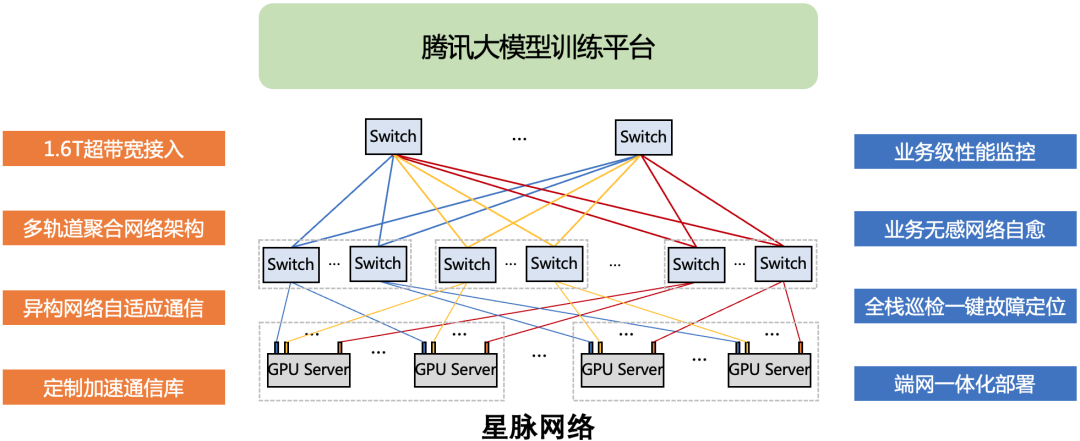 腾讯大模型训练平台
1.6T超带宽接入
多轨道聚合网络架构
异构网络自适应通信
定制加速通信库
Switch ... Switch
Switch ... Switch Switch ... Switch ... Switch ... Switch
... ... ... ...
... ... ...
GPU Server GPU Server GPU Server GPU Server
星脉网络
业务级性能监控
业务无感网络自愈
全栈巡检一键故障定位
端网一体化部署